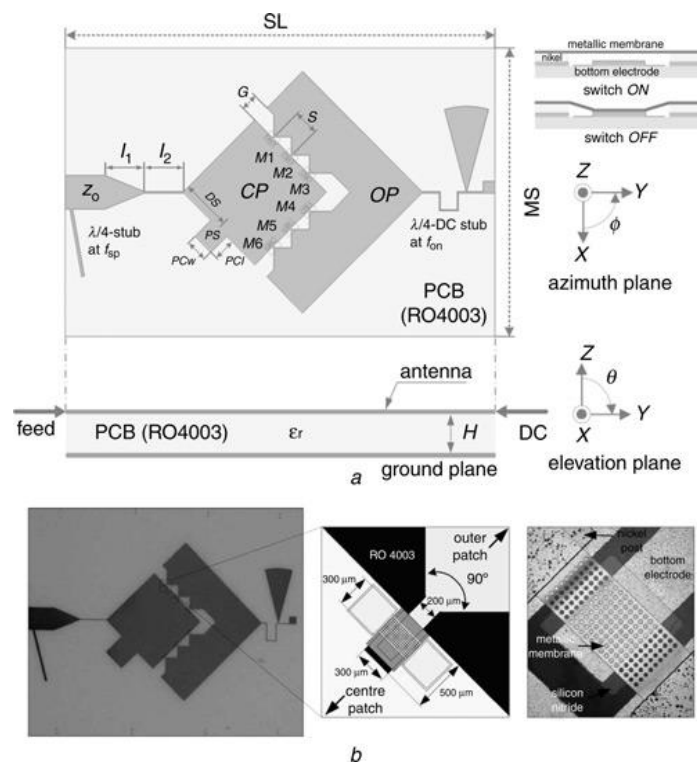 SL
metallic membrane
nikel
bottom electrode
switch ON
switch OFF
G
S
l1
l2
M1
M2
M3
M4
M5
M6
CP
OP
DS
PS
PCw
PCl
Zo
λ/4-stub
at fsp
λ/4-DC stub
at fon
MS
PCB
(RO4003)
Z
Y
ϕ
X
azimuth plane
antenna
feed
PCB (RO4003)
εr
H
DC
ground plane
a
Z
θ
Y
X
elevation plane
RO 4003
outer
patch
90°
300 µm
200 µm
300 µm
500 µm
centre
patch
nickel
post
bottom
electrode
metallic
membrane
silicon
nitride
b